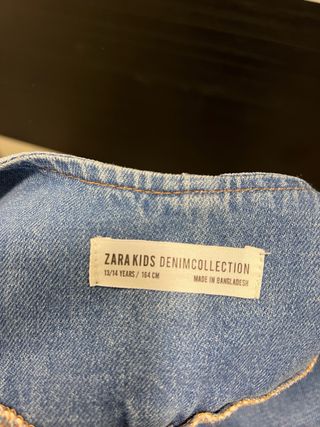 ZARA KIDS DENIMCOLLECTION
13/14 YEARS / 164 CM MADE IN BANGLADESH